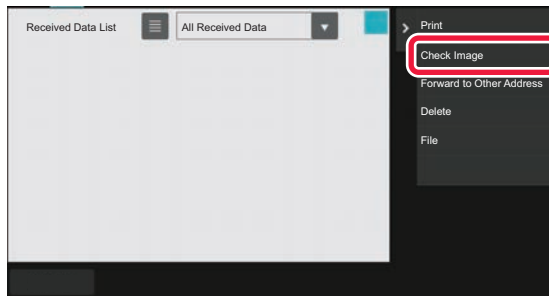 Received Data List
All Received Data
Print
Check Image
Forward to Other Address
Delete
File